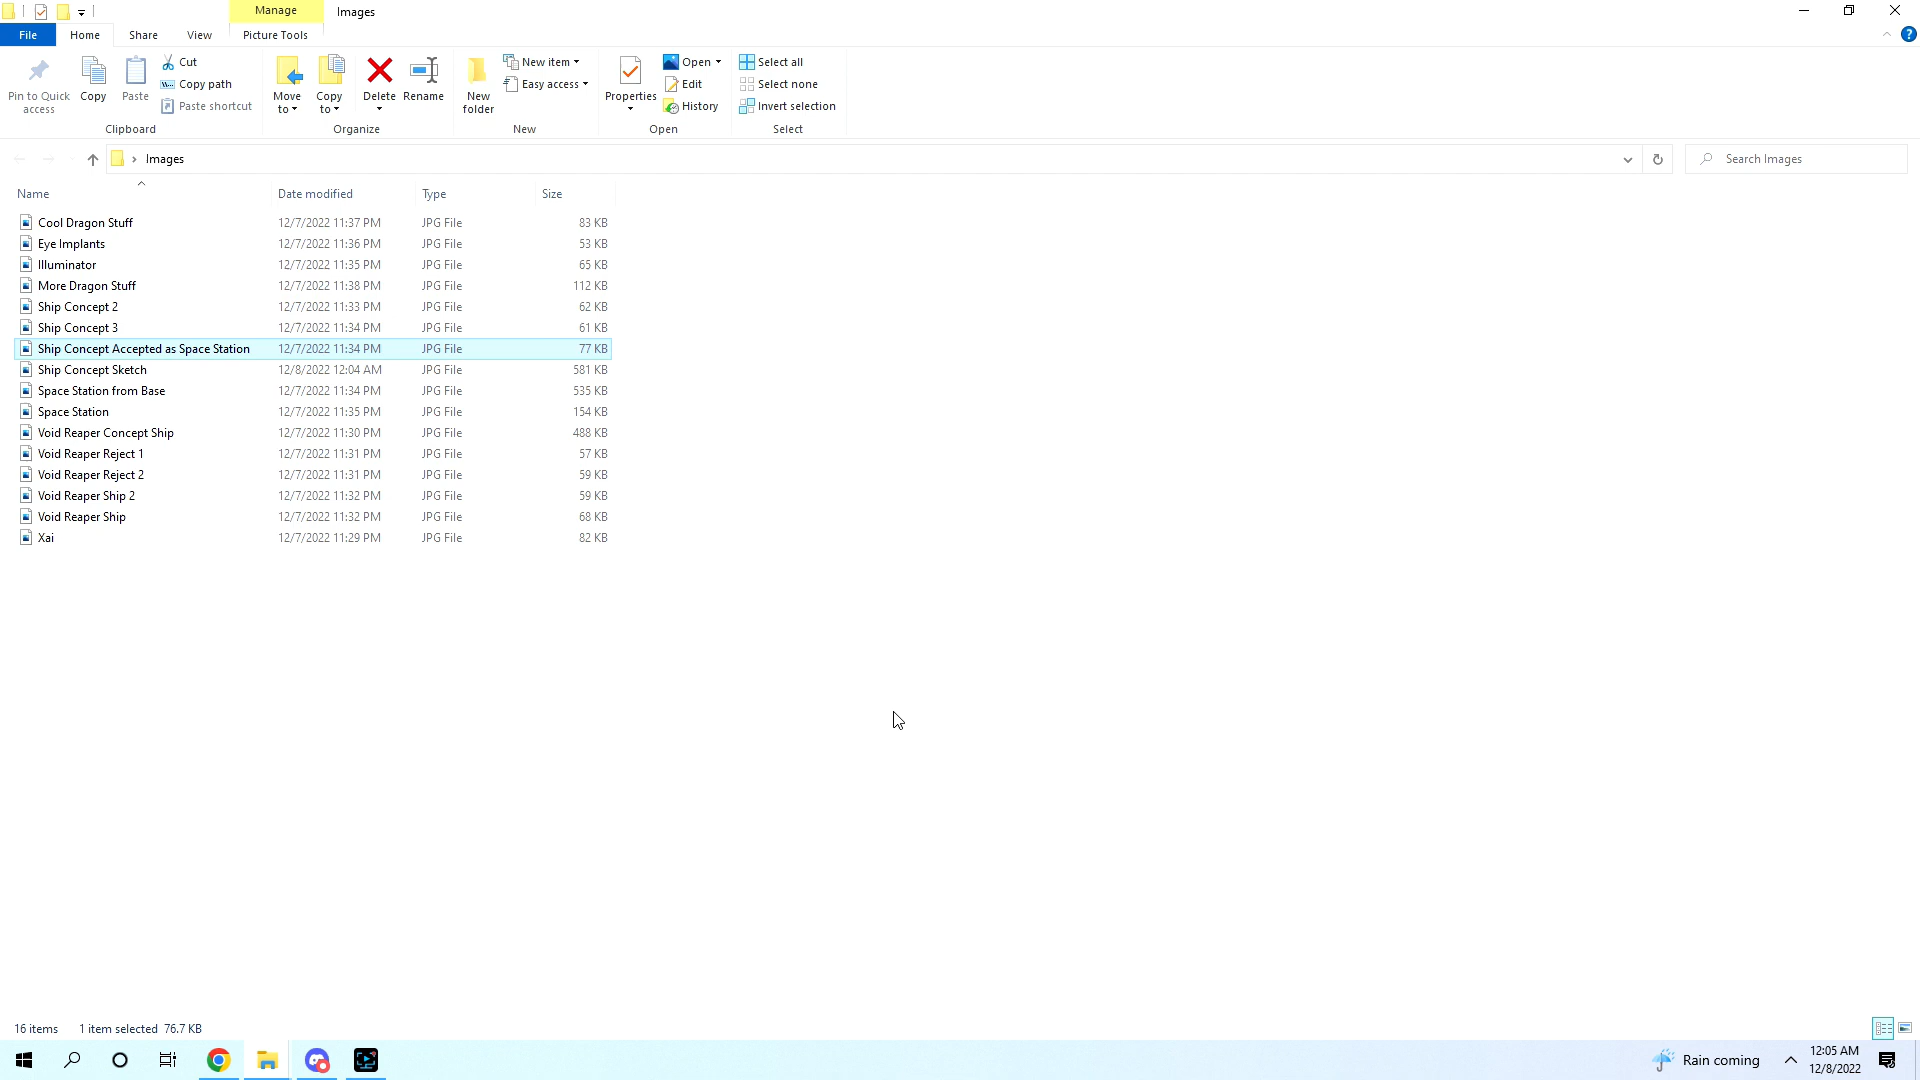 Manage Images
File Home Share View Picture Tools
?
Pin to Quick access
Copy
Paste
Cut
Copy path
Paste shortcut
Clipboard
Move to
Copy to
Delete
Rename
Organize
New folder
New item
Easy access
New
Properties
Open
Edit
History
Open
Select all
Select none
Invert selection
Select
Images
Search Images
Name Date modified Type Size
Cool Dragon Stuff 12/7/2022 11:37 PM JPG File 83 KB
Eye Implants 12/7/2022 11:36 PM JPG File 53 KB
Illuminator 12/7/2022 11:35 PM JPG File 65 KB
More Dragon Stuff 12/7/2022 11:38 PM JPG File 112 KB
Ship Concept 2 12/7/2022 11:33 PM JPG File 62 KB
Ship Concept 3 12/7/2022 11:34 PM JPG File 61 KB
Ship Concept Accepted as Space Station 12/7/2022 11:34 PM JPG File 77 KB
Ship Concept Sketch 12/8/2022 12:04 AM JPG File 581 KB
Space Station from Base 12/7/2022 11:34 PM JPG File 535 KB
Space Station 12/7/2022 11:35 PM JPG File 154 KB
Void Reaper Concept Ship 12/7/2022 11:30 PM JPG File 488 KB
Void Reaper Reject 1 12/7/2022 11:31 PM JPG File 57 KB
Void Reaper Reject 2 12/7/2022 11:31 PM JPG File 59 KB
Void Reaper Ship 2 12/7/2022 11:32 PM JPG File 59 KB
Void Reaper Ship 12/7/2022 11:32 PM JPG File 68 KB
Xai 12/7/2022 11:29 PM JPG File 82 KB
16 items 1 item selected 76.7 KB
Rain coming
12:05 AM
12/8/2022